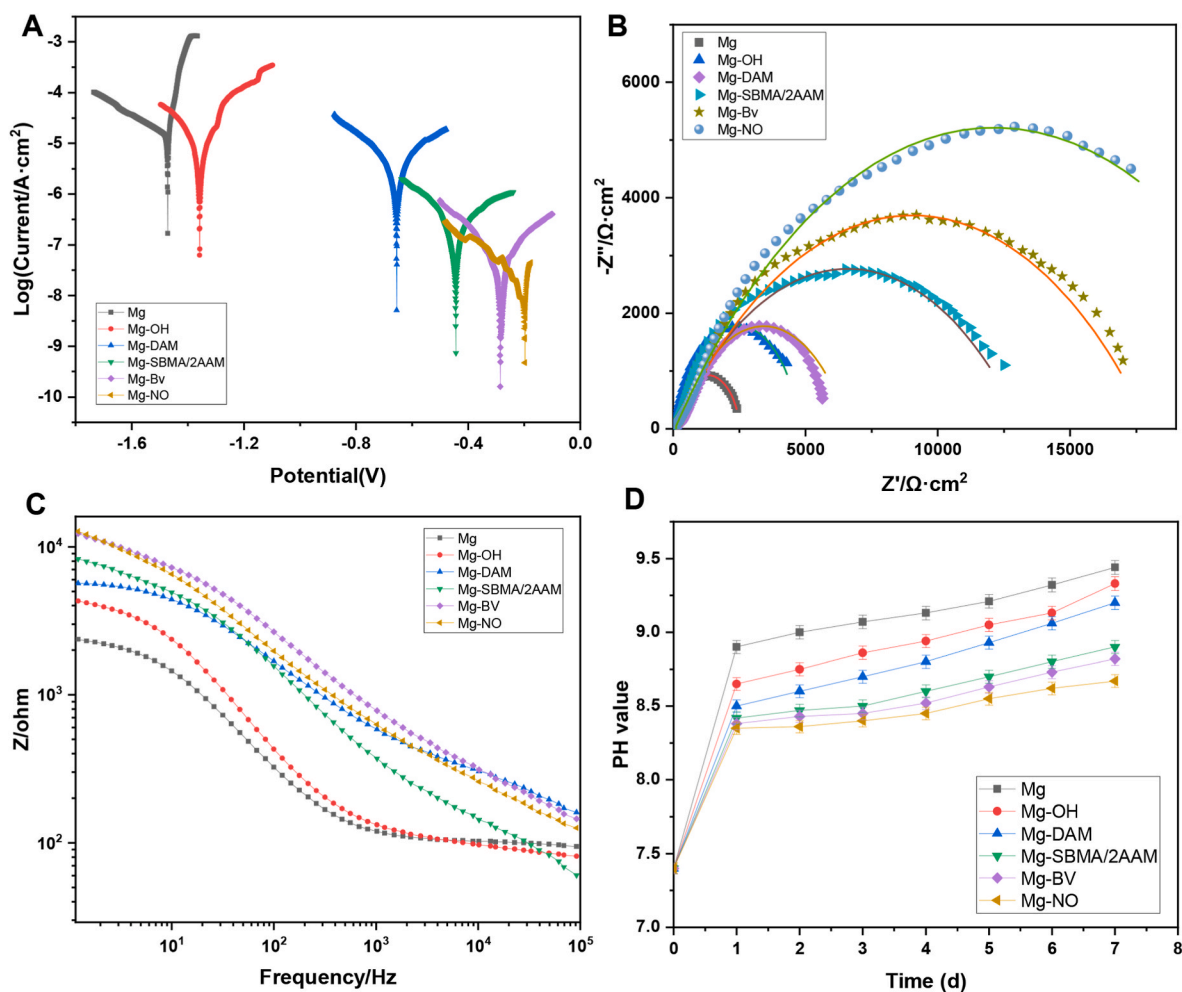 A
Log(Current/A·cm²)
-3
-4
-5
-6
-7
-8
-9
-10
Mg
Mg-OH
Mg-DAM
Mg-SBMA/2AAM
Mg-Bv
Mg-NO
-1.6
-1.2
-0.8
-0.4
0.0
Potential(V)
B
-Z''/Ω·cm²
6000
4000
2000
0
Mg
Mg-OH
Mg-DAM
Mg-SBMA/2AAM
Mg-Bv
Mg-NO
0
5000
10000
15000
Z'/Ω·cm²
C
Z/ohm
10⁴
10³
10²
Mg
Mg-OH
Mg-DAM
Mg-SBMA/2AAM
Mg-BV
Mg-NO
10¹
10²
10³
10⁴
10⁵
Frequency/Hz
D
PH value
9.5
9.0
8.5
8.0
7.5
7.0
Mg
Mg-OH
Mg-DAM
Mg-SBMA/2AAM
Mg-BV
Mg-NO
0
1
2
3
4
5
6
7
8
Time (d)